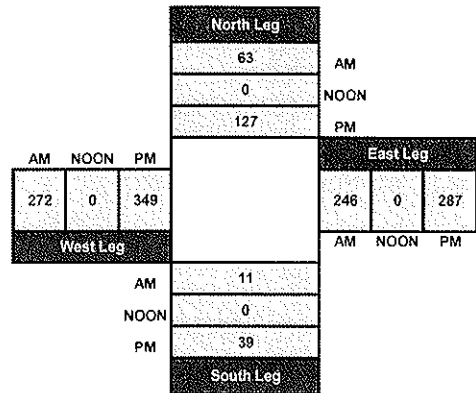 North Leg
63 AM
0 NOON
127 PM
AM NOON PM
East Leg
272 0 349
246 0 287
West Leg
AM NOON PM
AM 11
NOON 0
PM 39
South Leg